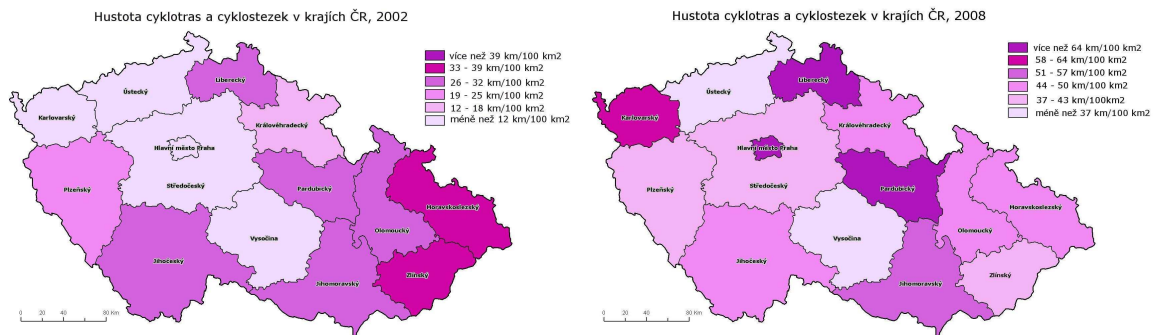 Hustota cyklotras a cyklostezek v krajích ČR, 2002
více než 39 km/100 km2
33 - 39 km/100 km2
26 - 32 km/100 km2
19 - 25 km/100 km2
12 - 18 km/100 km2
méně než 12 km/100 km2
Liberecký
Ústecký
Karlovarský
Královéhradecký
Hlavní město Praha
Plzeňský
Středočeský
Pardubický
Moravskoslezský
Olomoucký
Vysočina
Jihočeský
Zlínský
Jihomoravský
0 20 40 80 Km
Hustota cyklotras a cyklostezek v krajích ČR, 2008
více než 64 km/100 km2
58 - 64 km/100 km2
51 - 57 km/100 km2
44 - 50 km/100 km2
37 - 43 km/100km2
méně než 37 km/100 km2
Liberecký
Ústecký
Karlovarský
Královéhradecký
Hlavní město Praha
Plzeňský
Středočeský
Pardubický
Moravskoslezský
Olomoucký
Vysočina
Jihočeský
Zlínský
Jihomoravský
0 20 40 80 Km